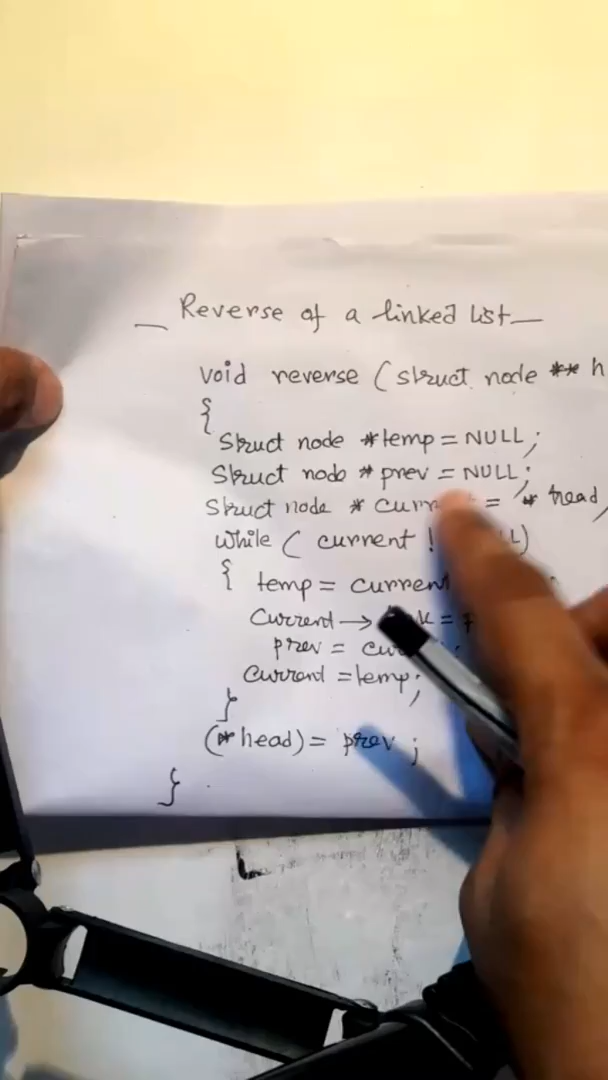 Reverse of a linked list
void reverse (struct node ** h
{
struct node *temp = NULL;
struct node * prev = NULL;
struct node * curr = * head
while ( current ! L)
{ temp = current
current → k =
prev = cu ;
current = temp;
}
(* head) = prev ;
}